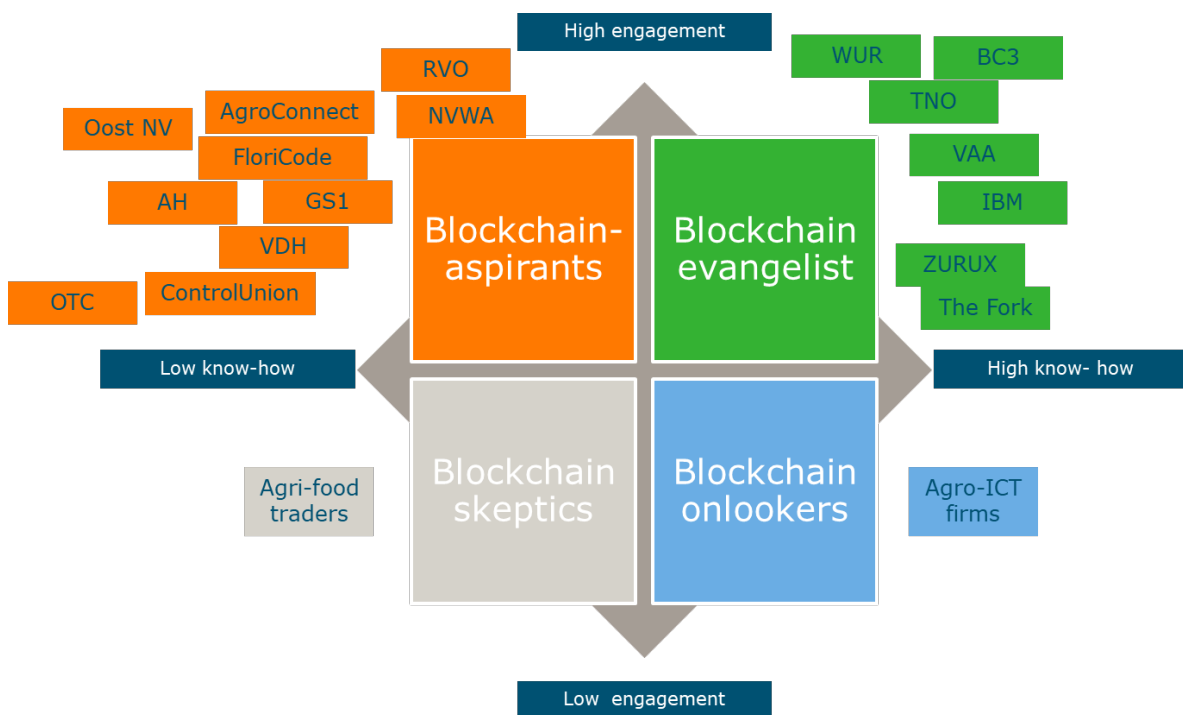 High engagement
RVO
WUR
BC3
AgroConnect
NVWA
TNO
Oost NV
FloriCode
VAA
AH
GS1
IBM
VDH
Blockchain-
aspirants
Blockchain
evangelist
ZURUX
OTC
ControlUnion
The Fork
Low know-how
High know- how
Agri-food
traders
Blockchain
skeptics
Blockchain
onlookers
Agro-ICT
firms
Low  engagement